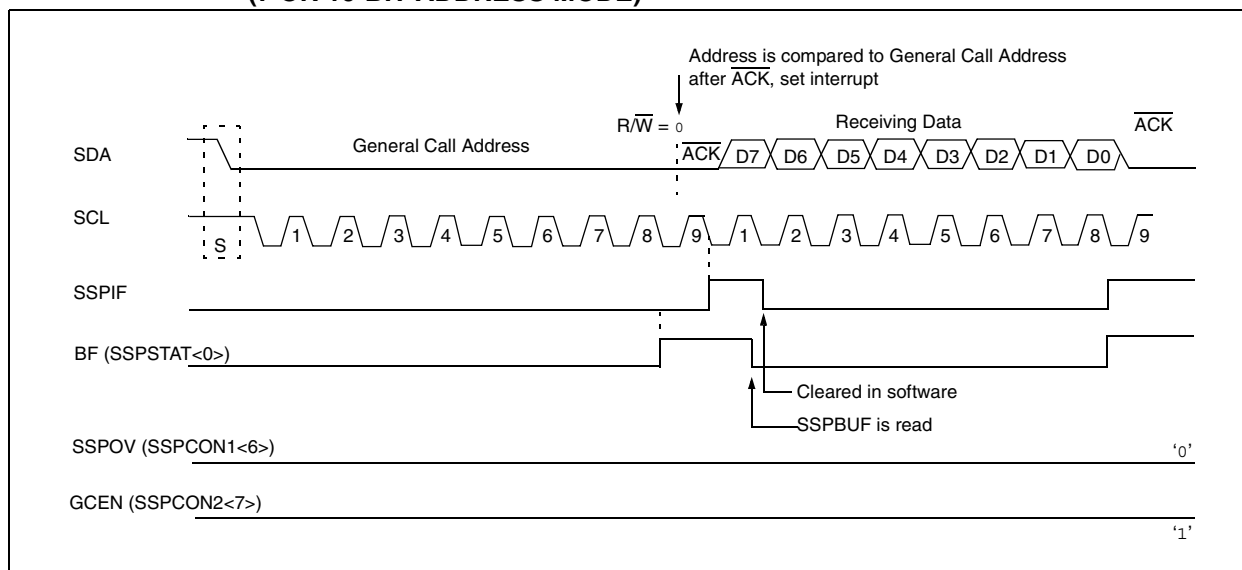 (7 OR 10-BIT ADDRESS MODE)
Address is compared to General Call Address
after ACK, set interrupt
R/W = 0
Receiving Data
ACK
General Call Address
SDA
ACK D7 D6 D5 D4 D3 D2 D1 D0
SCL
S 1 2 3 4 5 6 7 8 9 1 2 3 4 5 6 7 8 9
SSPIF
BF (SSPSTAT<0>)
Cleared in software
SSPBUF is read
SSPOV (SSPCON1<6>)
‘0’
GCEN (SSPCON2<7>)
‘1’